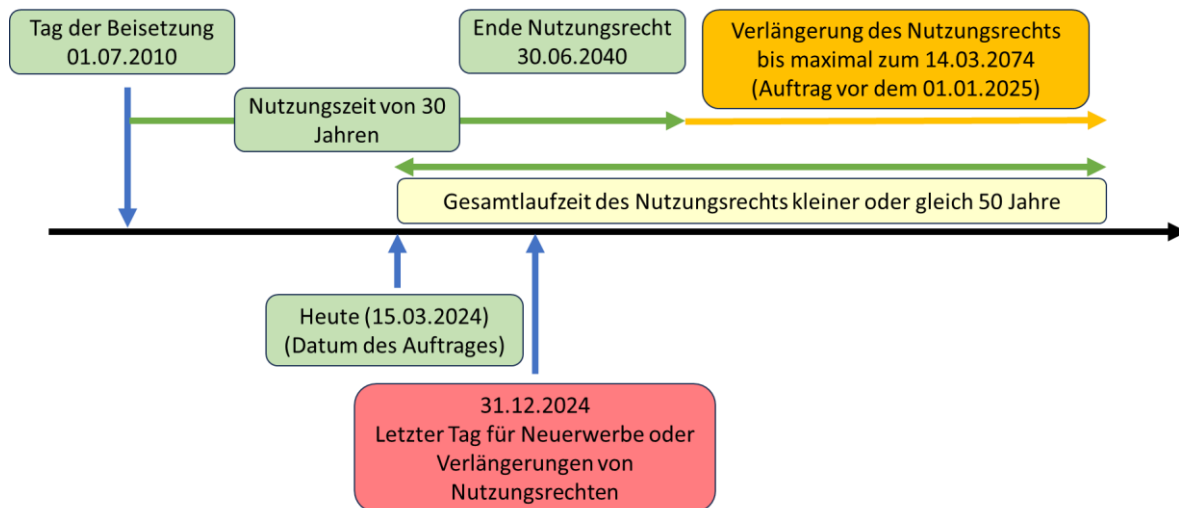 Tag der Beisetzung
01.07.2010
Ende Nutzungsrecht
30.06.2040
Verlängerung des Nutzungsrechts
bis maximal zum 14.03.2074
(Auftrag vor dem 01.01.2025)
Nutzungszeit von 30
Jahren
Gesamtlaufzeit des Nutzungsrechts kleiner oder gleich 50 Jahre
Heute (15.03.2024)
(Datum des Auftrages)
31.12.2024
Letzter Tag für Neuerwerbe oder
Verlängerungen von
Nutzungsrechten